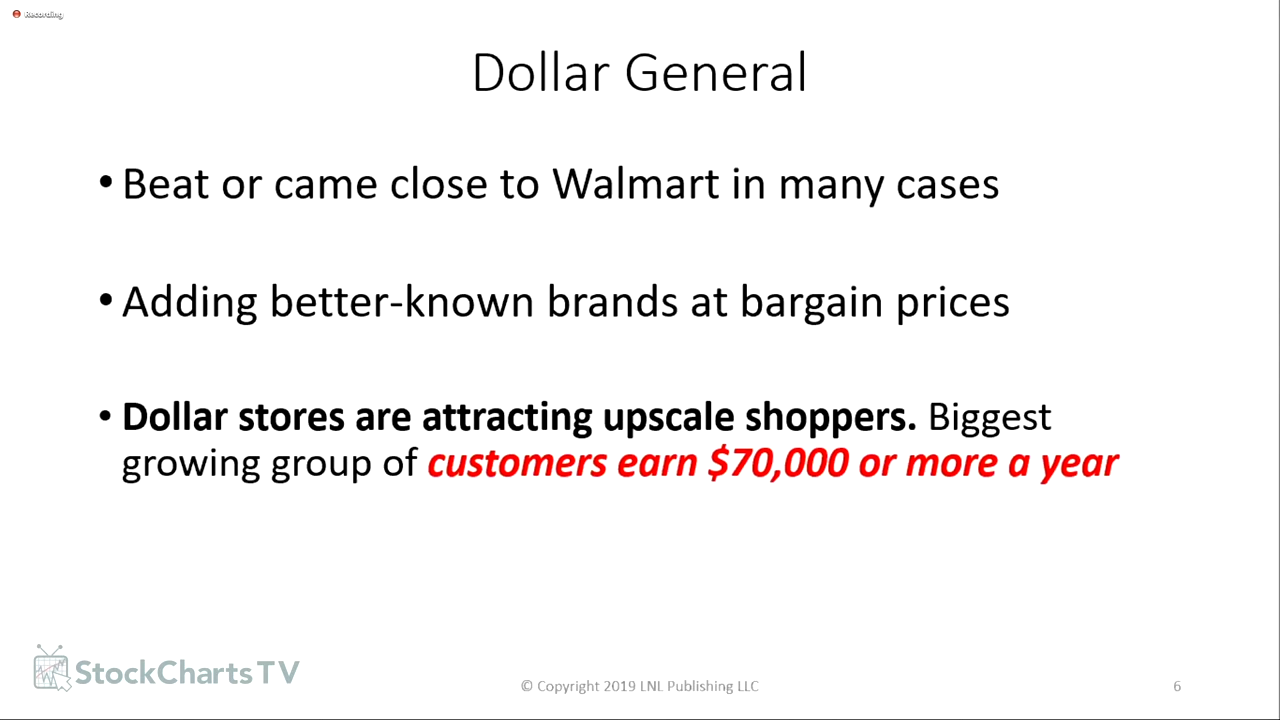 Recording
Dollar General
• Beat or came close to Walmart in many cases
• Adding better-known brands at bargain prices
• Dollar stores are attracting upscale shoppers. Biggest
growing group of customers earn $70,000 or more a year
StockCharts TV
© Copyright 2019 LNL Publishing LLC
6